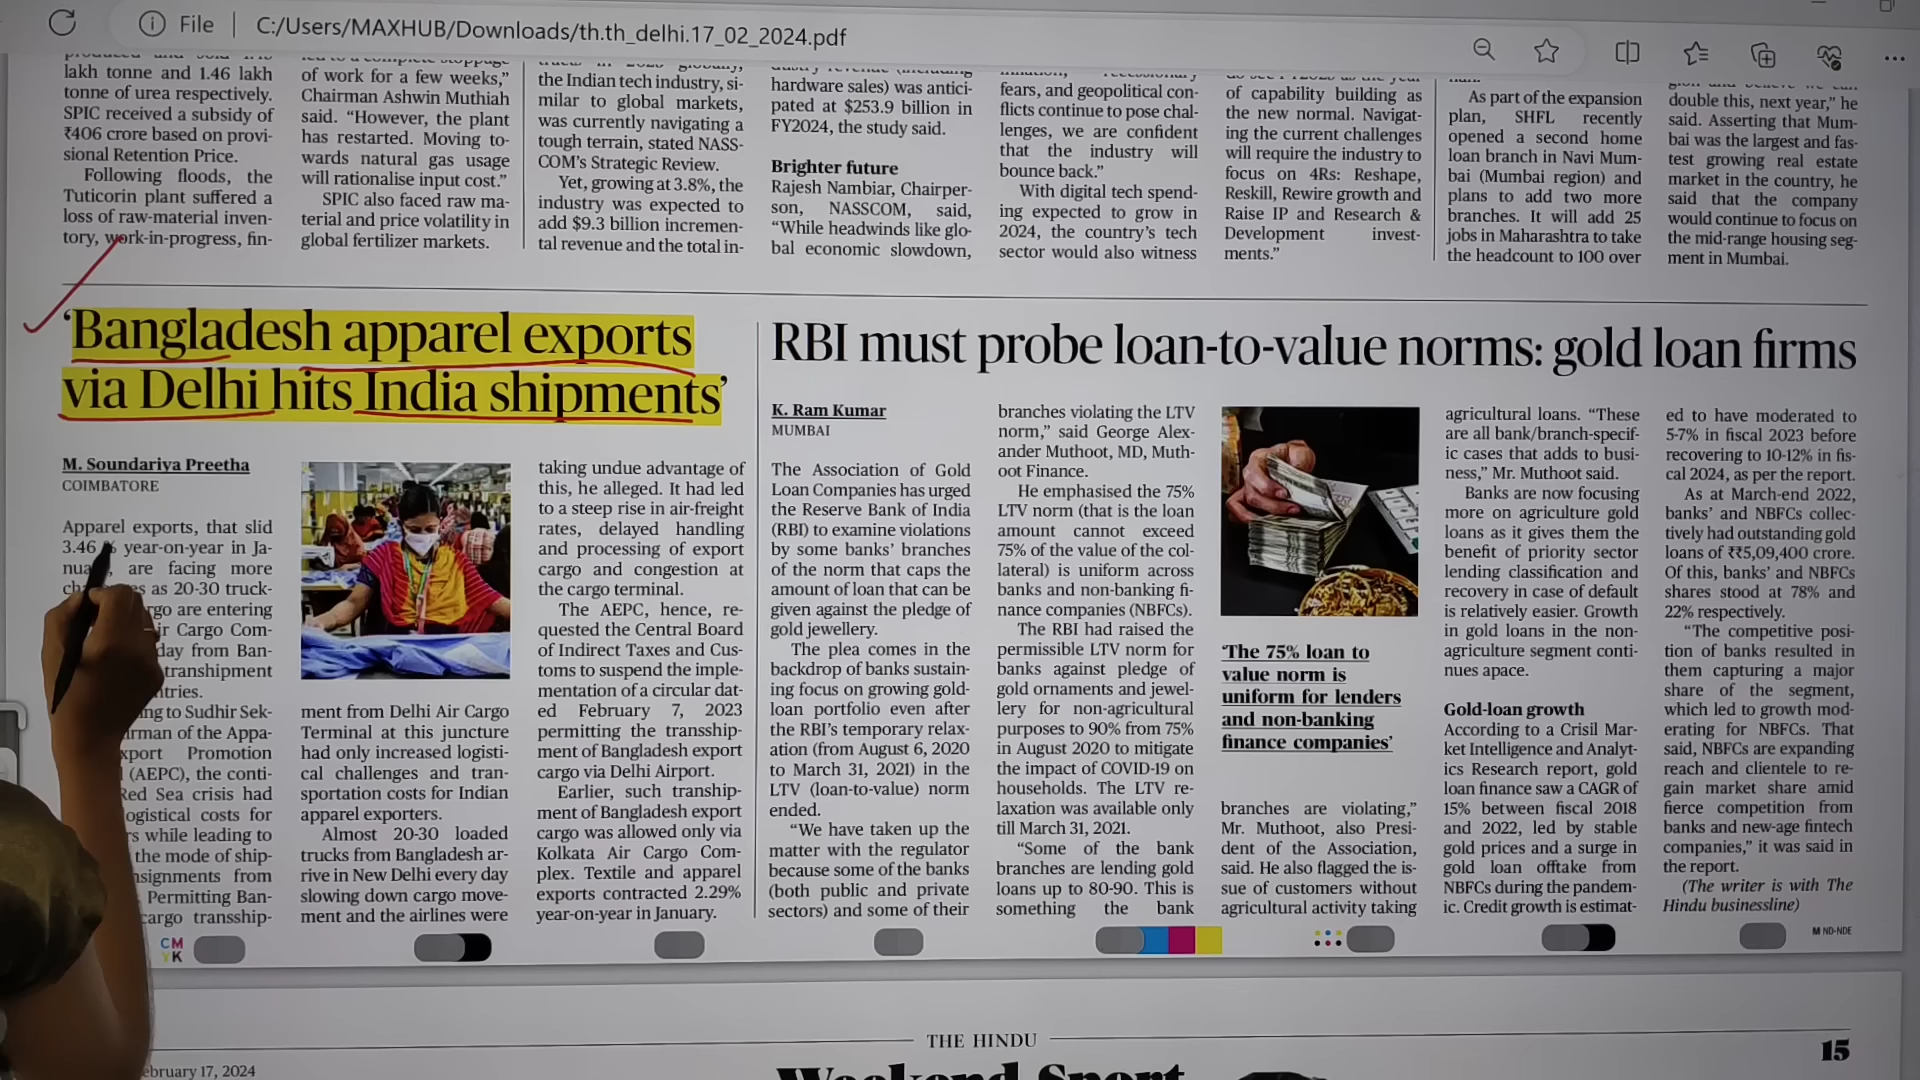 File
C:/Users/MAXHUB/Downloads/th.th_delhi.17_02_2024.pdf
lakh tonne and 1.46 lakh
tonne of urea respectively.
SPIC received a subsidy of
₹406 crore based on provi-
sional Retention Price.
Following floods, the
Tuticorin plant suffered a
loss of raw-material inven-
tory, work-in-progress, fin-
of work for a few weeks,”
Chairman Ashwin Muthiah
said. “However, the plant
has restarted. Moving to-
wards natural gas usage
will rationalise input cost.”
SPIC also faced raw ma-
terial and price volatility in
global fertilizer markets.
the Indian tech industry, si-
milar to global markets,
was currently navigating a
tough terrain, stated NASS-
COM’s Strategic Review.
Yet, growing at 3.8%, the
industry was expected to
add $9.3 billion incremen-
tal revenue and the total in-
hardware sales) was antici-
pated at $253.9 billion in
FY2024, the study said.
Brighter future
Rajesh Nambiar, Chairper-
son, NASSCOM, said,
“While headwinds like glo-
bal economic slowdown,
fears, and geopolitical con-
flicts continue to pose chal-
lenges, we are confident
that the industry will
bounce back.”
With digital tech spend-
ing expected to grow in
2024, the country’s tech
sector would also witness
of capability building as
the new normal. Navigat-
ing the current challenges
will require the industry to
focus on 4Rs: Reshape,
Reskill, Rewire growth and
Raise IP and Research &
Development invest-
ments.”
As part of the expansion
plan, SHFL recently
opened a second home
loan branch in Navi Mum-
bai (Mumbai region) and
plans to add two more
branches. It will add 25
jobs in Maharashtra to take
the headcount to 100 over
double this, next year,” he
said. Asserting that Mum-
bai was the largest and fas-
test growing real estate
market in the country, he
said that the company
would continue to focus on
the mid-range housing seg-
ment in Mumbai.
‘Bangladesh apparel exports
via Delhi hits India shipments’
M. Soundariya Preetha
COIMBATORE
Apparel exports, that slid
3.46 % year-on-year in Ja-
are facing more
as 20-30 truck-
are entering
Cargo Com-
from Ban-
transhipment
to Sudhir Sek-
of the Appa-
Promotion
(AEPC), the conti-
Red Sea crisis had
logistical costs for
while leading to
the mode of ship-
from
Permitting Ban-
cargo transship-
ment from Delhi Air Cargo
Terminal at this juncture
had only increased logisti-
cal challenges and tran-
sportation costs for Indian
apparel exporters.
Almost 20-30 loaded
trucks from Bangladesh ar-
rive in New Delhi every day
slowing down cargo move-
ment and the airlines were
taking undue advantage of
this, he alleged. It had led
to a steep rise in air-freight
rates, delayed handling
and processing of export
cargo and congestion at
the cargo terminal.
The AEPC, hence, re-
quested the Central Board
of Indirect Taxes and Cus-
toms to suspend the imple-
mentation of a circular dat-
ed February 7, 2023
permitting the transship-
ment of Bangladesh export
cargo via Delhi Airport.
Earlier, such tranship-
ment of Bangladesh export
cargo was allowed only via
Kolkata Air Cargo Com-
plex. Textile and apparel
exports contracted 2.29%
year-on-year in January.
RBI must probe loan-to-value norms: gold loan firms
K. Ram Kumar
MUMBAI
The Association of Gold
Loan Companies has urged
the Reserve Bank of India
(RBI) to examine violations
by some banks’ branches
of the norm that caps the
amount of loan that can be
given against the pledge of
gold jewellery.
The plea comes in the
backdrop of banks sustain-
ing focus on growing gold-
loan portfolio even after
the RBI’s temporary relax-
ation (from August 6, 2020
to March 31, 2021) in the
LTV (loan-to-value) norm
ended.
“We have taken up the
matter with the regulator
because some of the banks
(both public and private
sectors) and some of their
branches violating the LTV
norm,” said George Alex-
ander Muthoot, MD, Muth-
oot Finance.
He emphasised the 75%
LTV norm (that is the loan
amount cannot exceed
75% of the value of the col-
lateral) is uniform across
banks and non-banking fi-
nance companies (NBFCs).
The RBI had raised the
permissible LTV norm for
banks against pledge of
gold ornaments and jewel-
lery for non-agricultural
purposes to 90% from 75%
in August 2020 to mitigate
the impact of COVID-19 on
households. The LTV re-
laxation was available only
till March 31, 2021.
“Some of the bank
branches are lending gold
loans up to 80-90. This is
something the bank
‘The 75% loan to
value norm is
uniform for lenders
and non-banking
finance companies’
branches are violating,”
Mr. Muthoot, also Presi-
dent of the Association,
said. He also flagged the is-
sue of customers without
agricultural activity taking
agricultural loans. “These
are all bank/branch-specif-
ic cases that adds to busi-
ness,” Mr. Muthoot said.
Banks are now focusing
more on agriculture gold
loans as it gives them the
benefit of priority sector
lending classification and
recovery in case of default
is relatively easier. Growth
in gold loans in the non-
agriculture segment conti-
nues apace.
Gold-loan growth
According to a Crisil Mar-
ket Intelligence and Analyt-
ics Research report, gold
loan finance saw a CAGR of
15% between fiscal 2018
and 2022, led by stable
gold prices and a surge in
gold loan offtake from
NBFCs during the pandem-
ic. Credit growth is estimat-
ed to have moderated to
5-7% in fiscal 2023 before
recovering to 10-12% in fis-
cal 2024, as per the report.
As at March-end 2022,
banks’ and NBFCs collec-
tively had outstanding gold
loans of ₹₹5,09,400 crore.
Of this, banks’ and NBFCs
shares stood at 78% and
22% respectively.
“The competitive posi-
tion of banks resulted in
them capturing a major
share of the segment,
which led to growth mod-
erating for NBFCs. That
said, NBFCs are expanding
reach and clientele to re-
gain market share amid
fierce competition from
banks and new-age fintech
companies,” it was said in
the report.
(The writer is with The
Hindu businessline)
CM
YK
M ND-NDE
THE HINDU
15
ebruary 17, 2024
Weekend Sport